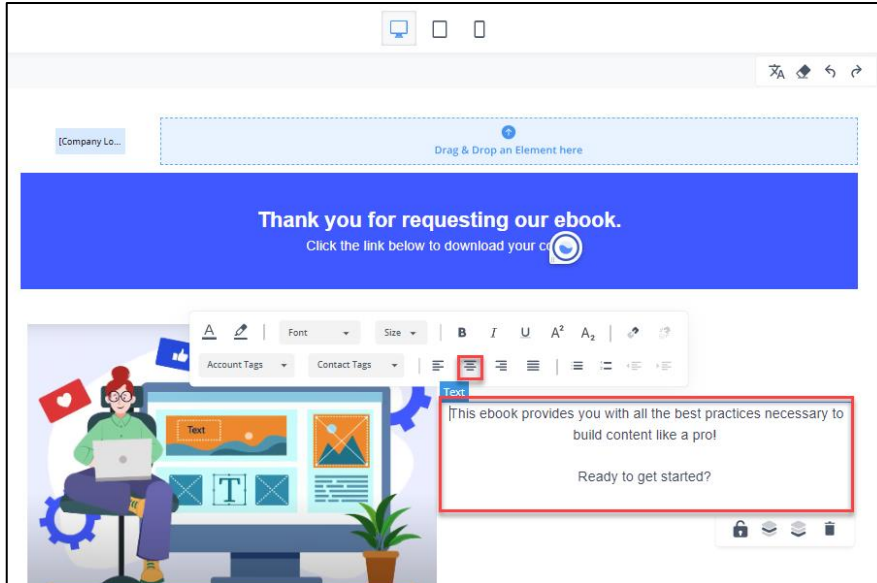 [Company Lo...
Drag & Drop an Element here
Thank you for requesting our ebook.
Click the link below to download your
A
Font
Size
B I U A² A₂
Account Tags
Contact Tags
Text
This ebook provides you with all the best practices necessary to
build content like a pro!
Ready to get started?
Text
T